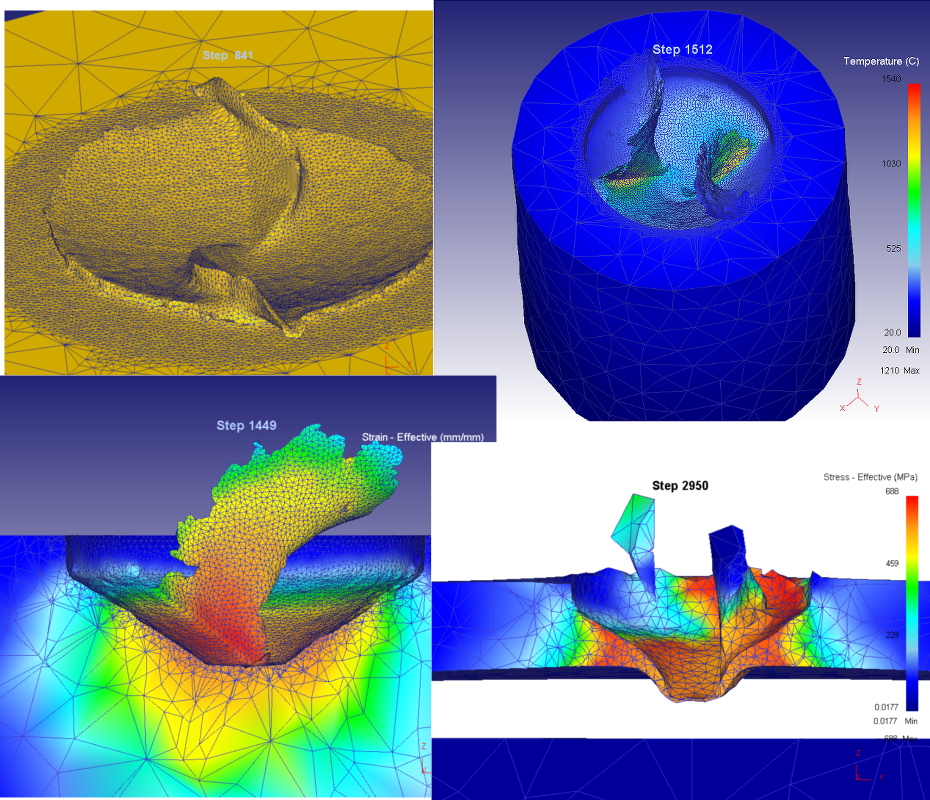 Step 841
Step 1512
Temperature (C)
1540
1030
525
20.0
20.0 Min
1210 Max
Z
X Y
Step 1449
Strain - Effective (mm/mm)
Z
Step 2950
Stress - Effective (MPa)
688
459
229
0.0177
0.0177 Min
688 Max
Z
Y